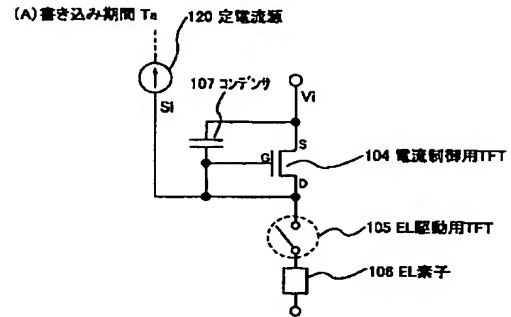 (A)書き込み期間 Ta
120 定電流源
107 コンデンサ
Vi
Si
S
G
104 電流制御用TFT
D
105 EL駆動用TFT
106 EL素子